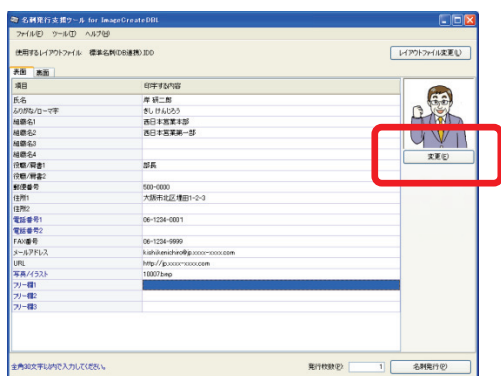 名刺発行支援ツール for ImageCreateDBL
ファイル(F) ツール(T) ヘルプ(H)
使用するレイアウトファイル 標準名刺(DB連携).IDD
レイアウトファイル変更(L)
表面 裏面
項目 印字する内容
氏名 岸 研二郎
ふりがな/ローマ字 きし けんじろう
組織名1 西日本営業本部
組織名2 西日本営業第一部
組織名3
組織名4
役職/肩書1 部長
役職/肩書2
郵便番号 500-0000
住所1 大阪市北区堂田1-2-3
住所2
電話番号1 06-1234-0001
電話番号2
FAX番号 06-1234-9999
メールアドレス kishikenichiro@jp.xxxx-xxxx.com
URL http://jp.xxxx-xxxx.com
写真/イラスト 10007.bmp
フリー欄1
フリー欄2
フリー欄3
変更(E)
全角30文字以内で入力してください。
発行枚数(P) 1 名刺発行(P)